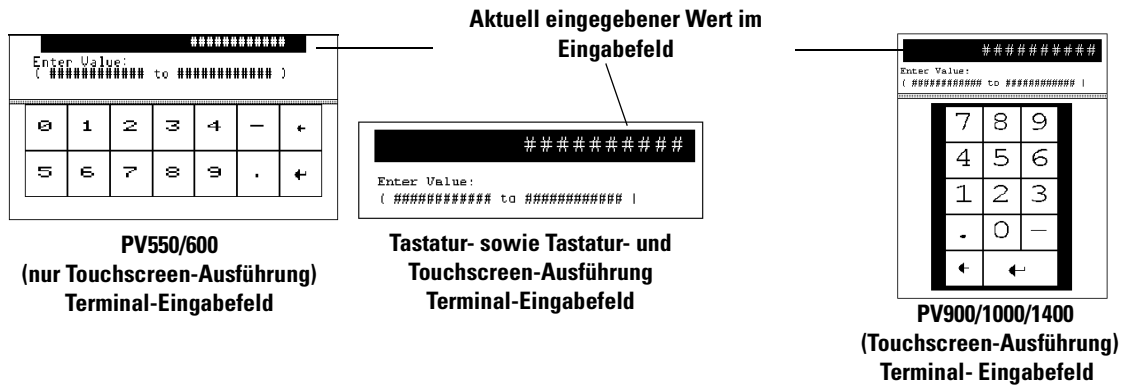 Aktuell eingegebener Wert im
Eingabefeld
############
Enter Value:
( ############ to ############ )
0 1 2 3 4 – ←
5 6 7 8 9 . ↵
PV550/600
(nur Touchscreen-Ausführung)
Terminal-Eingabefeld
##########
Enter Value:
( ############ to ############ |
Tastatur- sowie Tastatur- und
Touchscreen-Ausführung
Terminal-Eingabefeld
##########
Enter Value:
( ############ to ############ |
7 8 9
4 5 6
1 2 3
. 0 –
← ↵
PV900/1000/1400
(Touchscreen-Ausführung)
Terminal- Eingabefeld